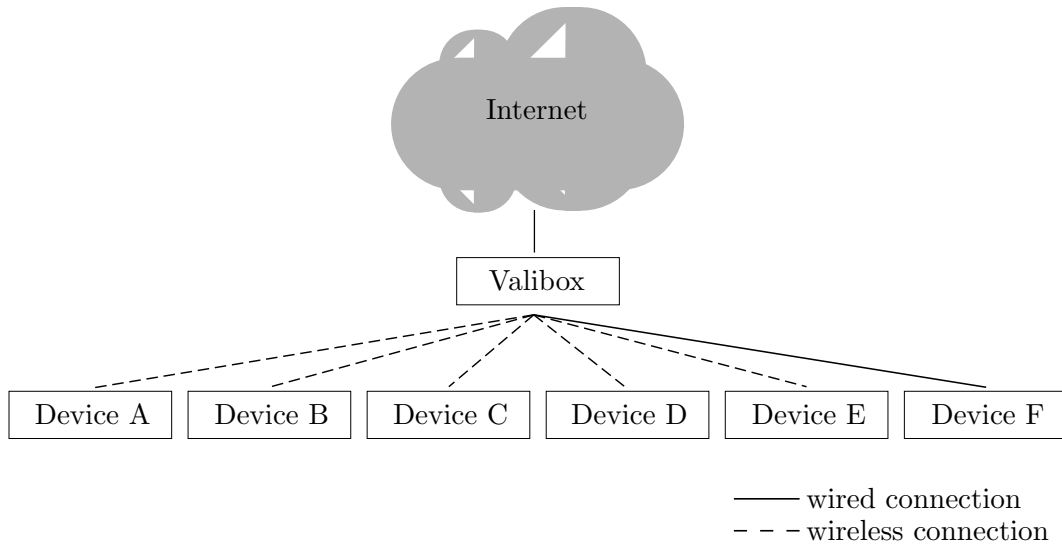 Internet
Valibox
Device A Device B Device C Device D Device E Device F
wired connection
wireless connection